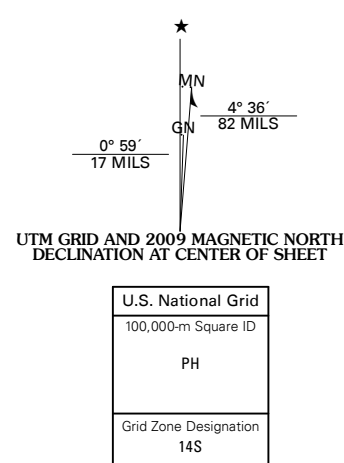 ★
MN
4° 36´
82 MILS
GN
0° 59´
17 MILS
UTM GRID AND 2009 MAGNETIC NORTH
DECLINATION AT CENTER OF SHEET
U.S. National Grid
100,000-m Square ID
PH
Grid Zone Designation
14S